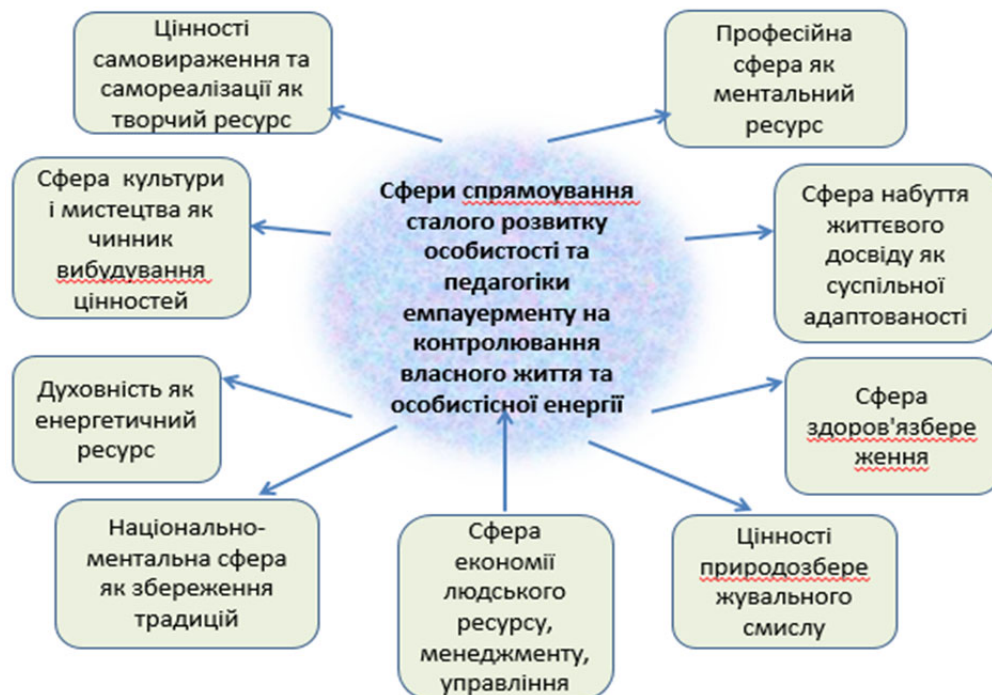 Цінності
самовираження та
самореалізації як
творчий ресурс
Професійна
сфера як
ментальний
ресурс
Сфера культури
і мистецтва як
чинник
вибудування
цінностей
Сфери спрямоування
сталого розвитку
особистості та
педагогіки
емпауерменту на
контролювання
власного життя та
особистісної енергії
Сфера набуття
життєвого
досвіду як
суспільної
адаптованості
Духовність як
енергетичний
ресурс
Сфера
здоров'язбере
ження
Національно-
ментальна сфера
як збереження
традицій
Сфера
економії
людського
ресурсу,
менеджменту,
управління
Цінності
природозбере
жувального
смислу